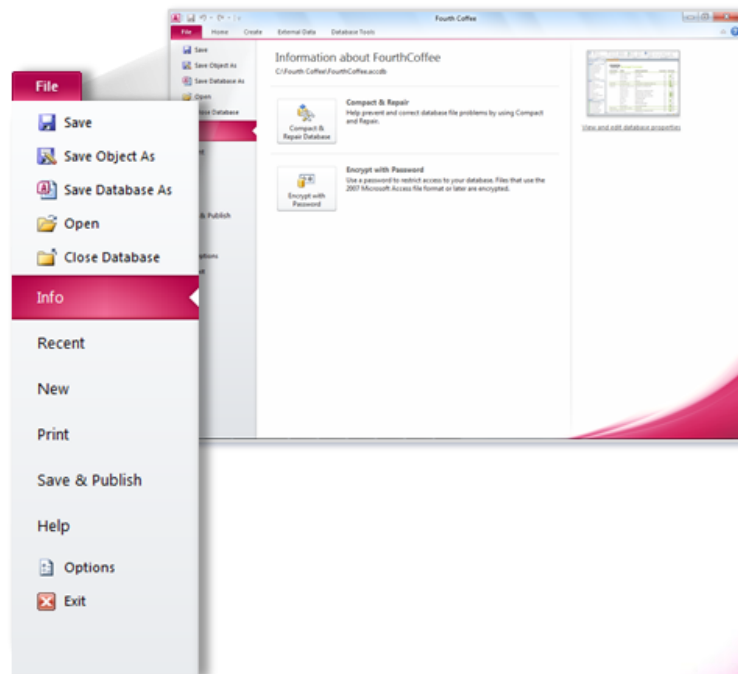 Fourth Coffee
File Home Create External Data Database Tools
Save
Save Object As
Save Database As
Open
Close Database
Information about FourthCoffee
C:\Fourth Coffee\FourthCoffee.accdb
Compact &
Repair Database
Compact & Repair
Help prevent and correct database file problems by using Compact
and Repair.
Encrypt with
Password
Encrypt with Password
Use a password to restrict access to your database. Files that use the
2007 Microsoft Access file format or later are encrypted.
View and edit database properties
& Publish
File
Save
Save Object As
Save Database As
Open
Close Database
Info
Recent
New
Print
Save & Publish
Help
Options
Exit